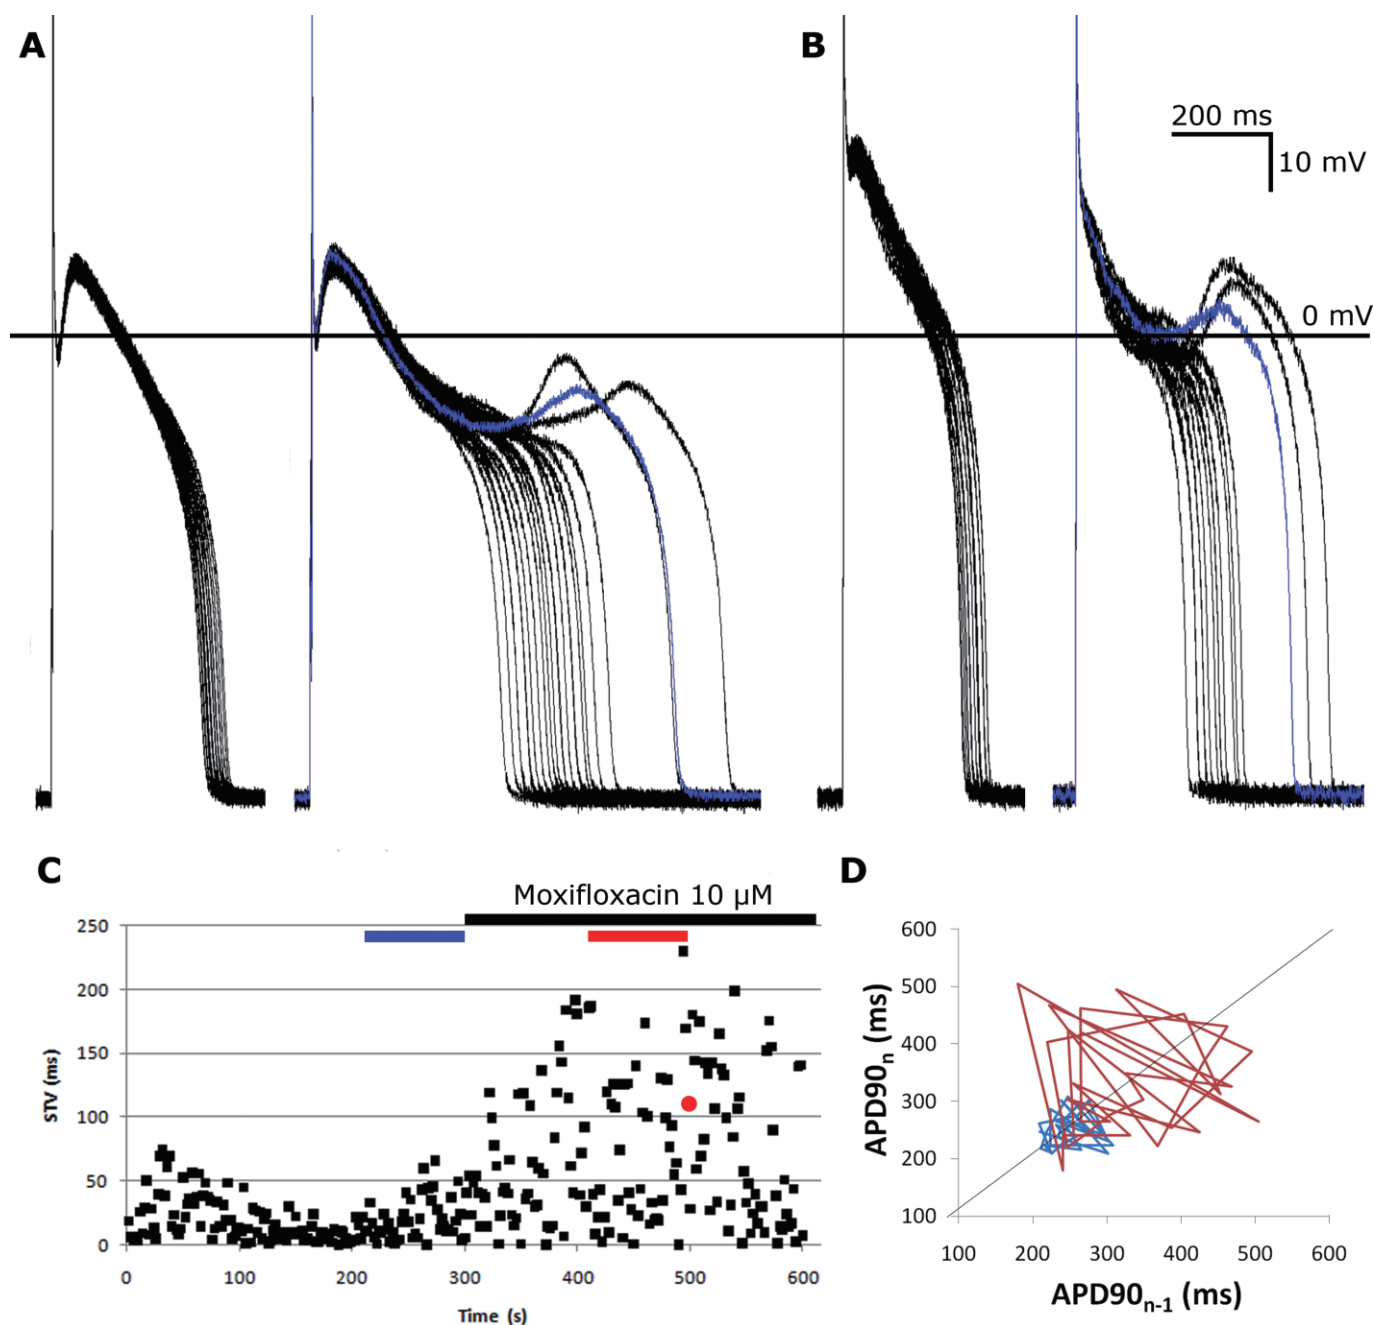 A
B
200 ms
10 mV
0 mV
C
D
Moxifloxacin 10 µM
250
200
150
100
50
0
STV (ms)
0 100 200 300 400 500 600
Time (s)
600
500
400
300
200
100
APD90n (ms)
100 200 300 400 500 600
APD90n-1 (ms)